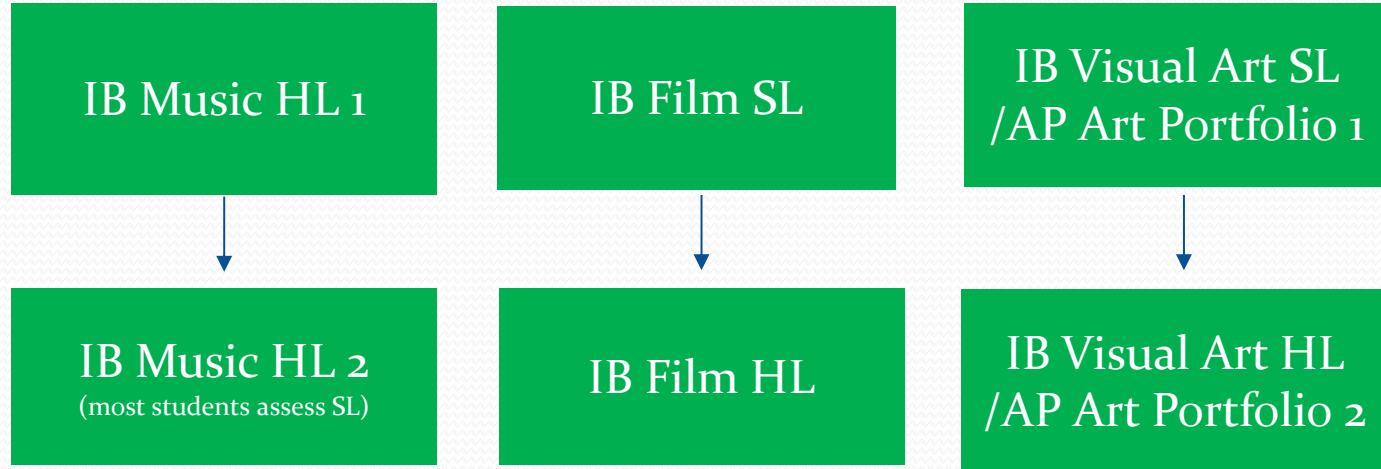 IB Music HL 1
IB Film SL
IB Visual Art SL
/AP Art Portfolio 1
IB Music HL 2
(most students assess SL)
IB Film HL
IB Visual Art HL
/AP Art Portfolio 2